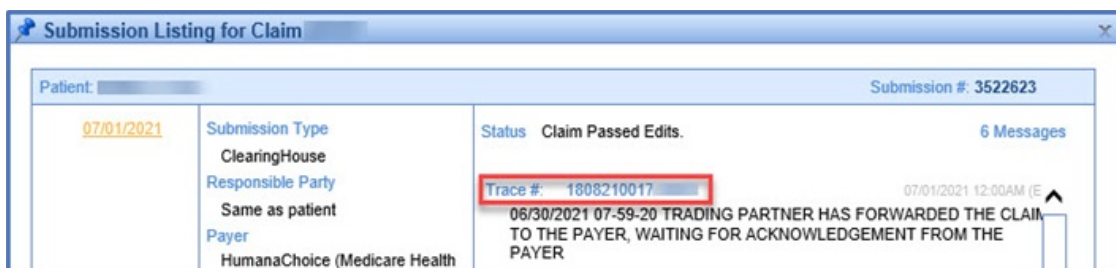 Submission Listing for Claim
Patient:
Submission #: 3522623
07/01/2021
Submission Type
ClearingHouse
Responsible Party
Same as patient
Payer
HumanaChoice (Medicare Health
Status Claim Passed Edits.
6 Messages
Trace #: 1808210017
07/01/2021 12:00AM (E
06/30/2021 07-59-20 TRADING PARTNER HAS FORWARDED THE CLAIM
TO THE PAYER, WAITING FOR ACKNOWLEDGEMENT FROM THE
PAYER